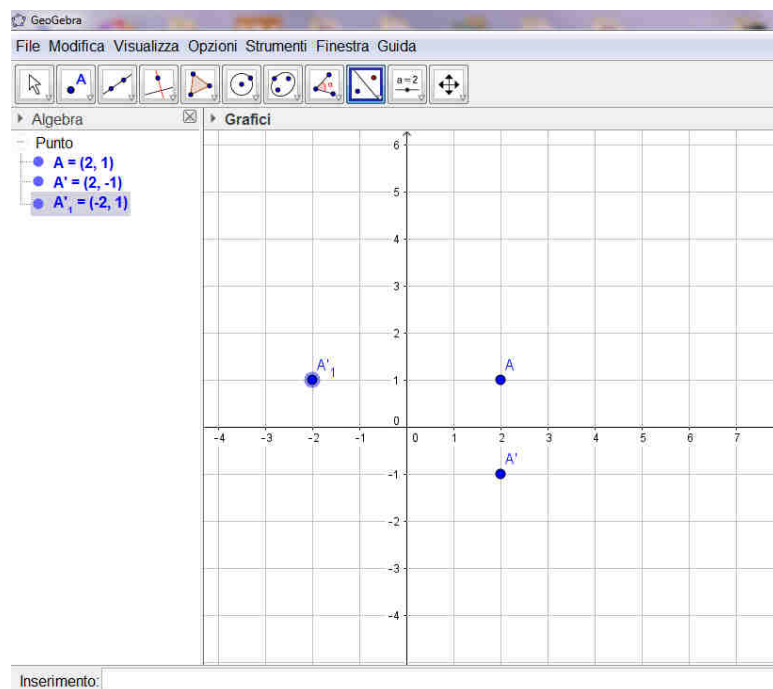 GeoGebra
File Modifica Visualizza Opzioni Strumenti Finestra Guida
A
α
a=2
Algebra
Grafici
Punto
A = (2, 1)
A' = (2, -1)
A'₁ = (-2, 1)
6
5
4
3
2
A'₁
A
1
0
-4 -3 -2 -1 0 1 2 3 4 5 6 7
A'
-1
-2
-3
-4
Inserimento: